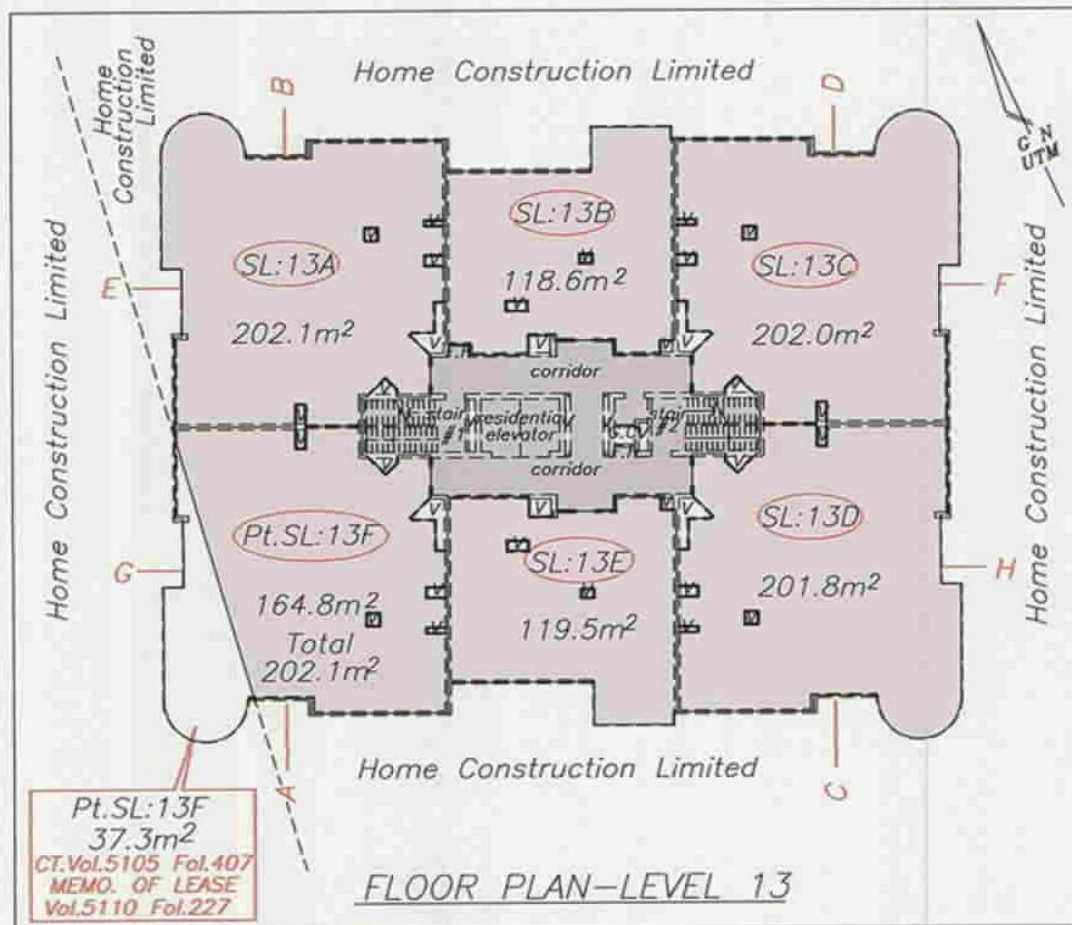 Home Construction Limited
Home
Construction
Limited
B
D
G N
UTM
Home Construction Limited
Home Construction Limited
SL:13A
202.1m²
SL:13B
118.6m²
SL:13C
202.0m²
E
F
corridor
stair
#1
residential
elevator
stair
#2
corridor
Pt.SL:13F
164.8m²
Total
202.1m²
SL:13E
119.5m²
SL:13D
201.8m²
G
H
A
C
Home Construction Limited
Pt.SL:13F
37.3m²
CT.Vol.5105 Fol.407
MEMO. OF LEASE
Vol.5110 Fol.227
FLOOR PLAN-LEVEL 13